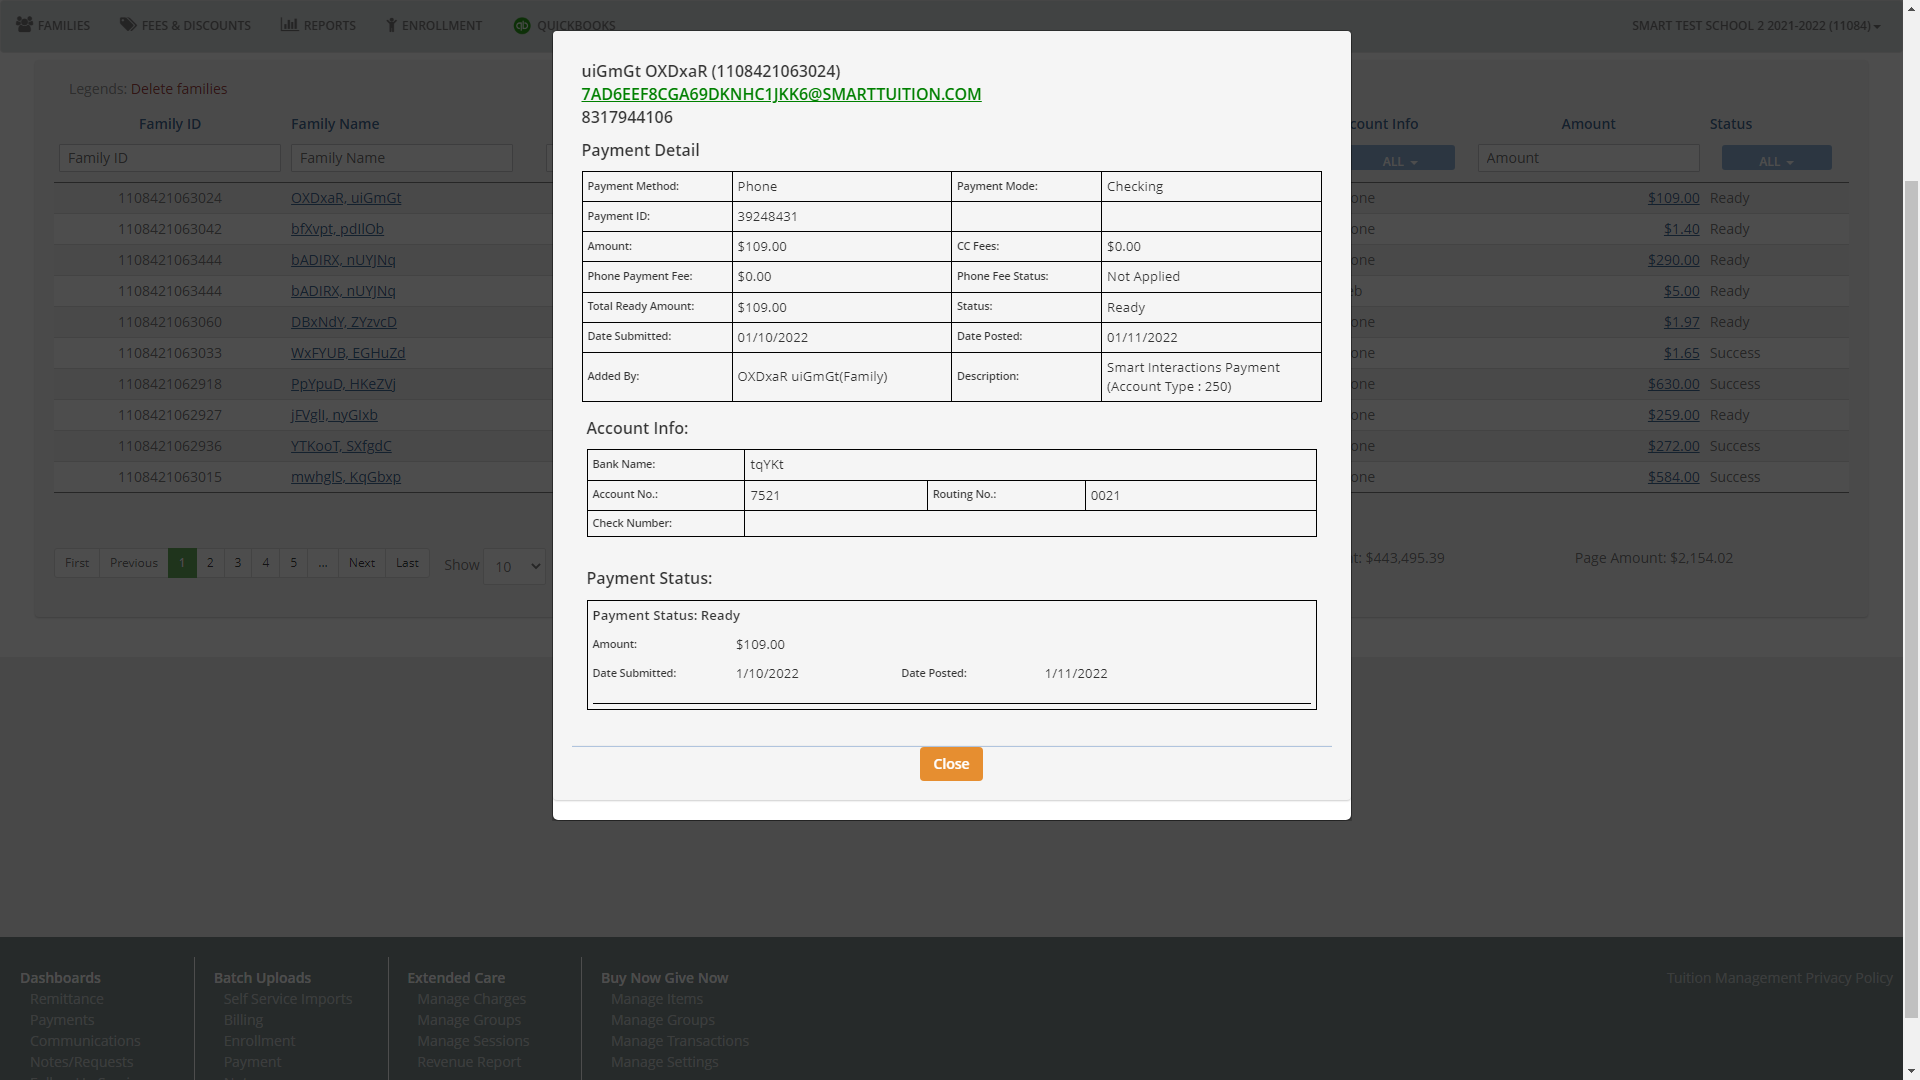 FAMILIES FEES & DISCOUNTS REPORTS ENROLLMENT QUICKBOOKS SMART TEST SCHOOL 2 2021-2022 (11084)
Legends: Delete families
Family ID Family Name count Info Amount Status
Family ID Family Name ALL Amount ALL
1108421063024 OXDxaR, uiGmGt one $109.00 Ready
1108421063042 bfXvpt, pdIlOb one $1.40 Ready
1108421063444 bADIRX, nUYJNq one $290.00 Ready
1108421063444 bADIRX, nUYJNq eb $5.00 Ready
1108421063060 DBxNdY, ZYzvcD one $1.97 Ready
1108421063033 WxFYUB, EGHuZd one $1.65 Success
1108421062918 PpYpuD, HKeZVj one $630.00 Success
1108421062927 jFVglJ, nyGIxb one $259.00 Ready
1108421062936 YTKooT, SXfgdC one $272.00 Success
1108421063015 mwhglS, KqGbxp one $584.00 Success
First Previous 1 2 3 4 5 ... Next Last Show 10 t: $443,495.39 Page Amount: $2,154.02
uiGmGt OXDxaR (1108421063024)
7AD6EEF8CGA69DKNHC1JKK6@SMARTTUITION.COM
8317944106
Payment Detail
Payment Method: Phone Payment Mode: Checking
Payment ID: 39248431
Amount: $109.00 CC Fees: $0.00
Phone Payment Fee: $0.00 Phone Fee Status: Not Applied
Total Ready Amount: $109.00 Status: Ready
Date Submitted: 01/10/2022 Date Posted: 01/11/2022
Added By: OXDxaR uiGmGt(Family) Description: Smart Interactions Payment
(Account Type : 250)
Account Info:
Bank Name: tqYKt
Account No.: 7521 Routing No.: 0021
Check Number:
Payment Status:
Payment Status: Ready
Amount: $109.00
Date Submitted: 1/10/2022 Date Posted: 1/11/2022
Close
Dashboards Batch Uploads Extended Care Buy Now Give Now Tuition Management Privacy Policy
Remittance Self Service Imports Manage Charges Manage Items
Payments Billing Manage Groups Manage Groups
Communications Enrollment Manage Sessions Manage Transactions
Notes/Requests Payment Revenue Report Manage Settings